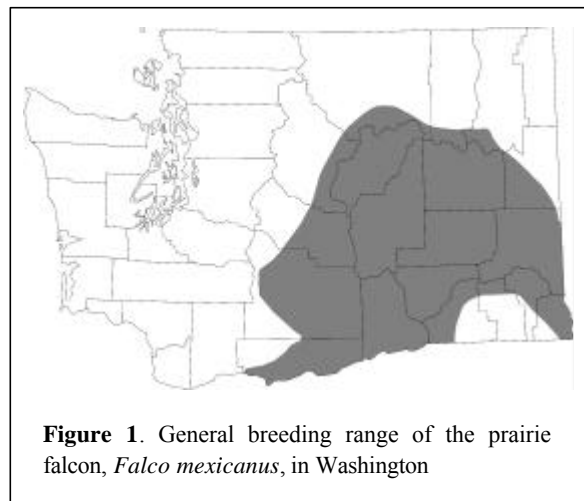 Figure 1. General breeding range of the prairie
falcon, Falco mexicanus, in Washington